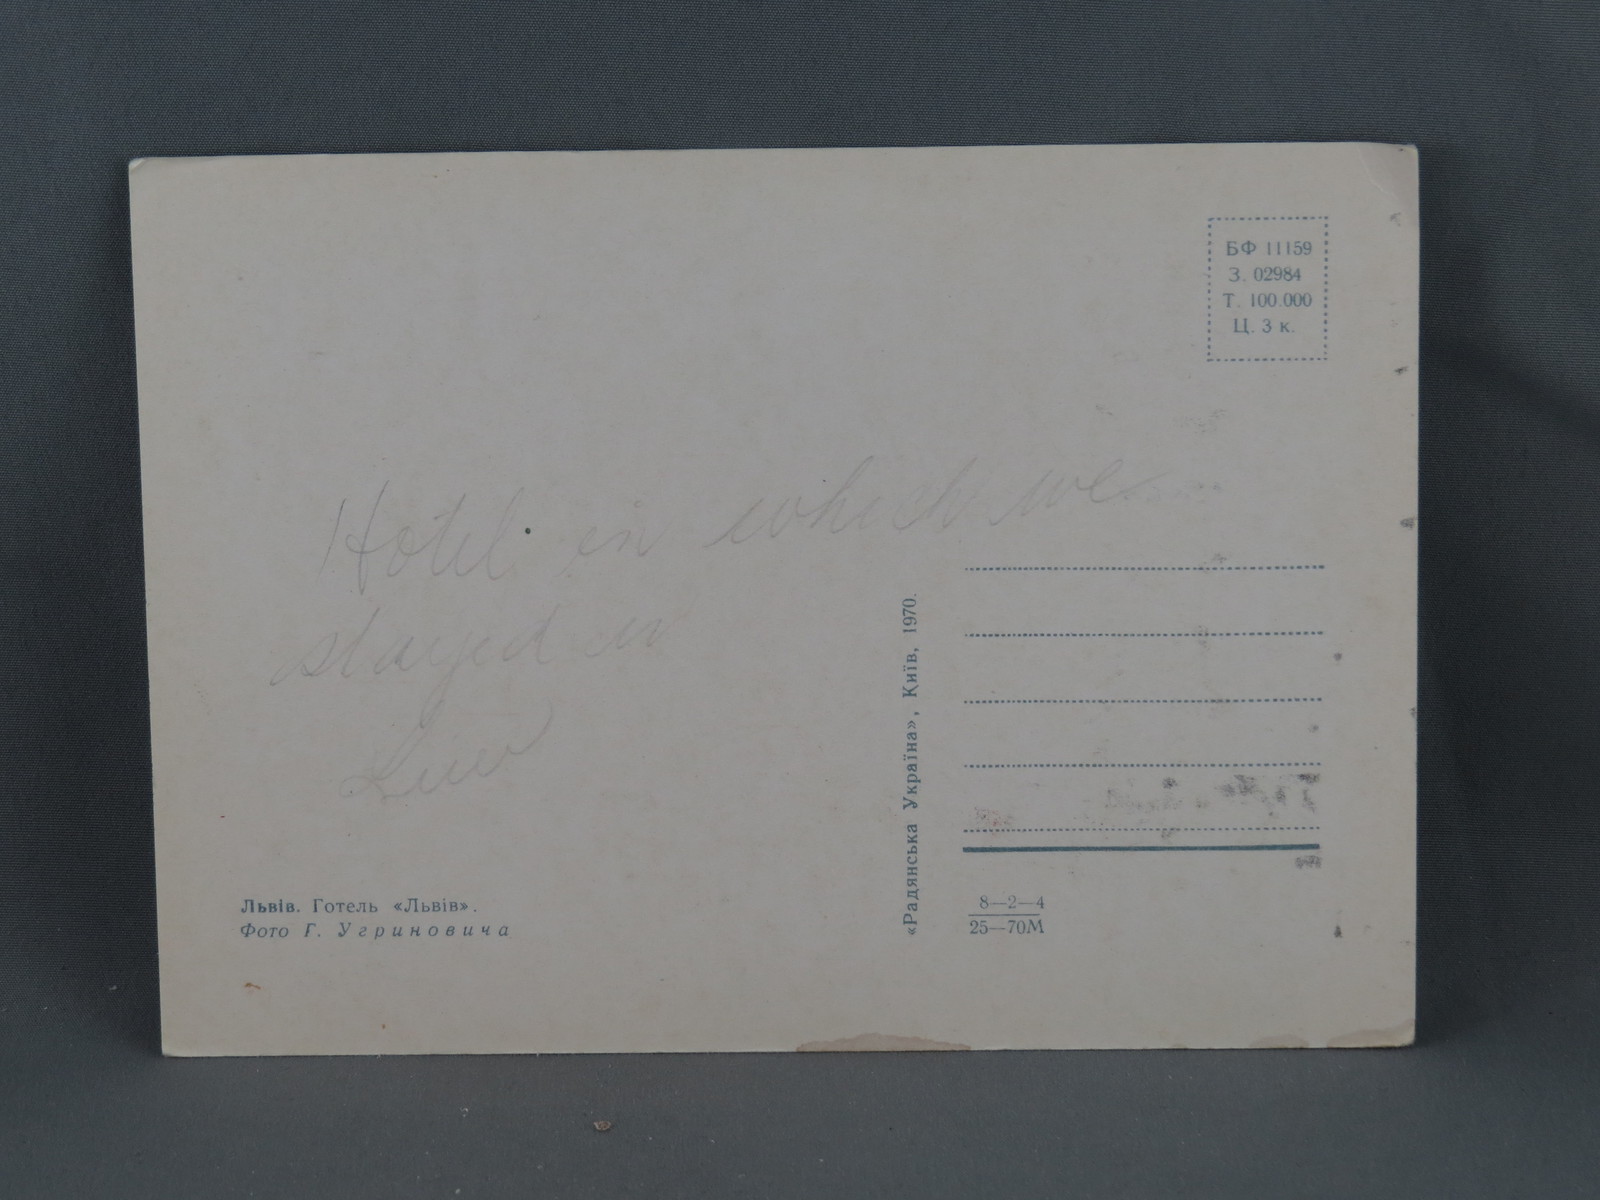 БФ 11159
З. 02984
Т. 100.000
Ц. 3 к.
Hotel in which we
stayed in
Lviv
«Радянська Україна», Київ, 1970.
Львів. Готель «Львів».
Фото Г. Угриновича
8—2—4
25—70М